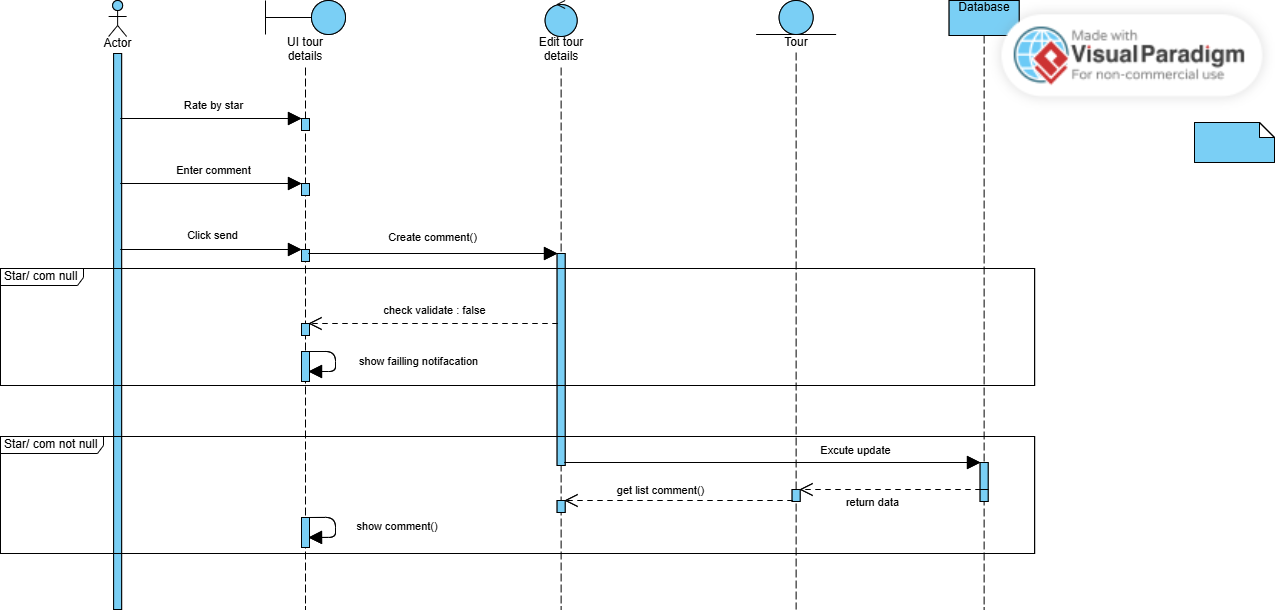 Database
Actor
UI tour
details
Edit tour
details
Tour
Made with
Visual Paradigm
For non-commercial use
Rate by star
Enter comment
Click send
Create comment()
Star/ com null
check validate : false
show failling notifacation
Star/ com not null
Excute update
get list comment()
return data
show comment()